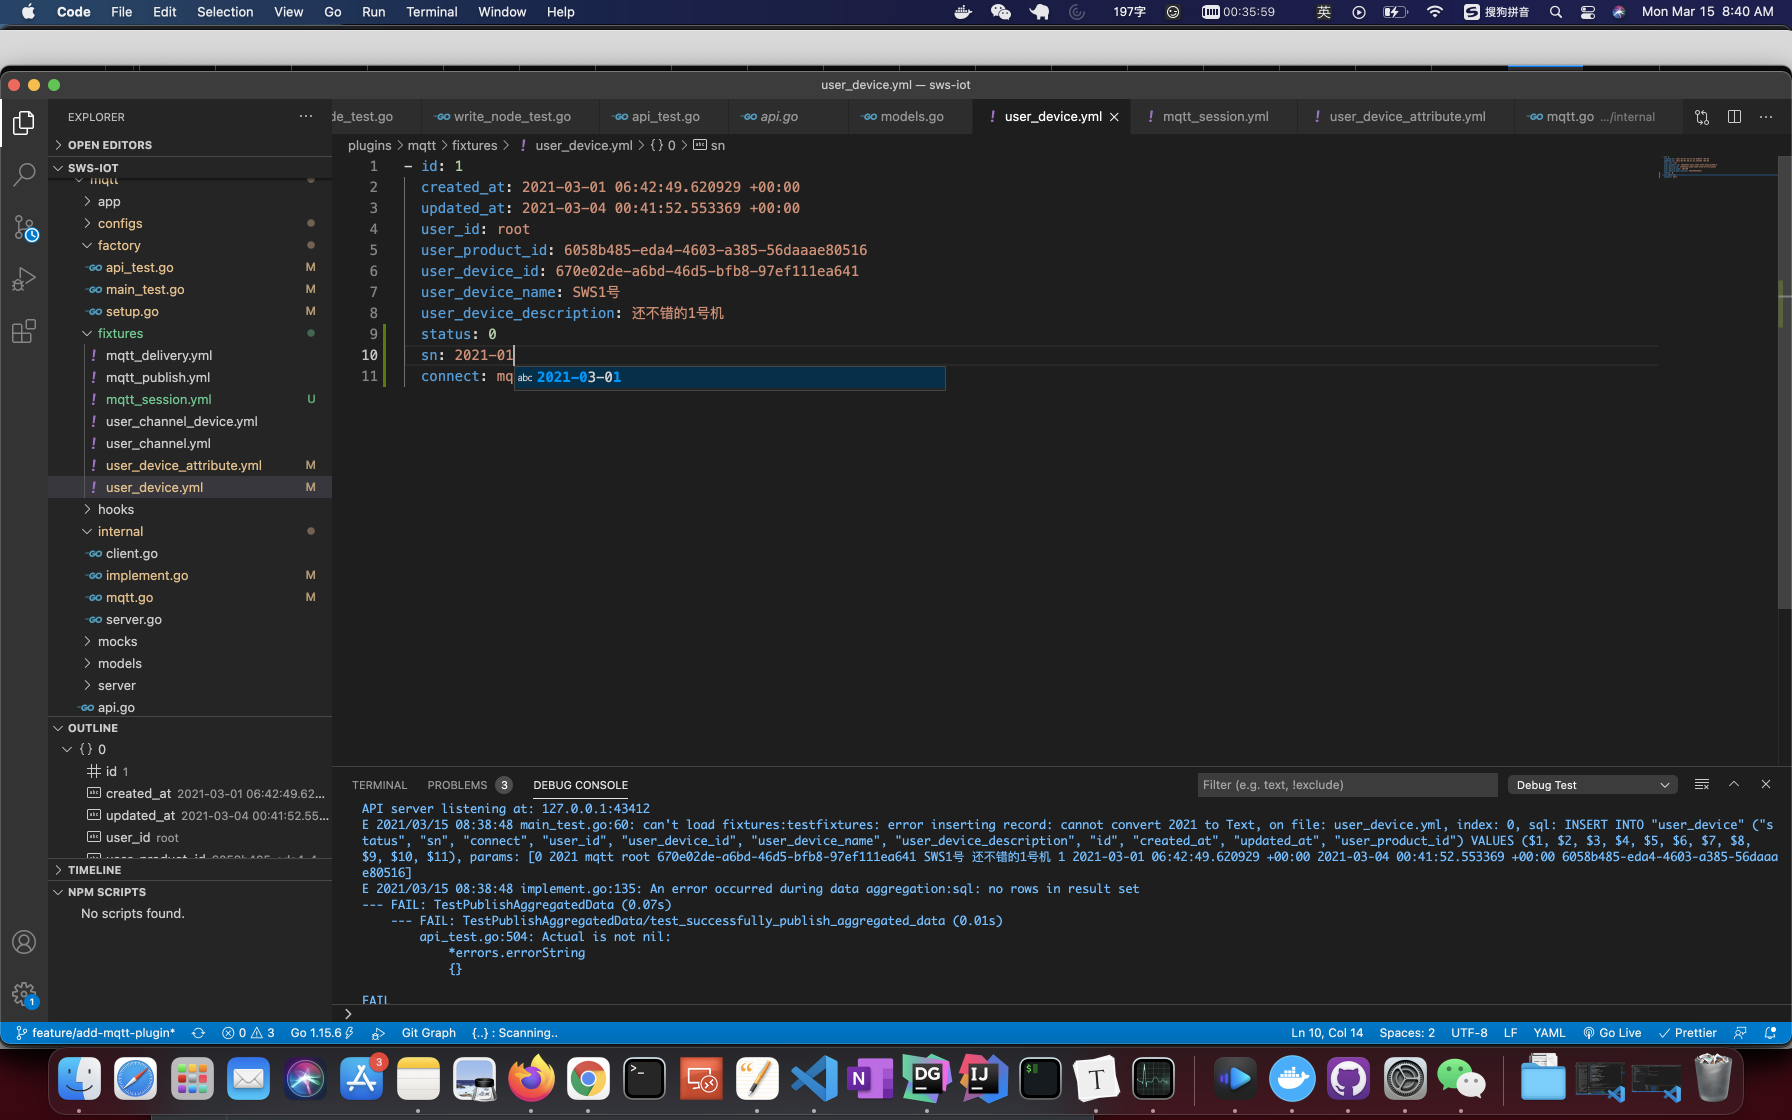 Code File Edit Selection View Go Run Terminal Window Help 197字 00:35:59 英 搜狗拼音 Mon Mar 15 8:40 AM
user_device.yml — sws-iot
EXPLORER
de_test.go write_node_test.go api_test.go api.go models.go user_device.yml mqtt_session.yml user_device_attribute.yml mqtt.go .../internal
OPEN EDITORS
SWS-IOT
mqtt
app
configs
factory
api_test.go M
main_test.go M
setup.go M
fixtures
mqtt_delivery.yml
mqtt_publish.yml
mqtt_session.yml U
user_channel_device.yml
user_channel.yml
user_device_attribute.yml M
user_device.yml M
hooks
internal
client.go
implement.go M
mqtt.go M
server.go
mocks
models
server
api.go
OUTLINE
{} 0
id 1
created_at 2021-03-01 06:42:49.62...
updated_at 2021-03-04 00:41:52.55...
user_id root
TIMELINE
NPM SCRIPTS
No scripts found.
plugins > mqtt > fixtures > ! user_device.yml > {} 0 > sn
1 - id: 1
2 created_at: 2021-03-01 06:42:49.620929 +00:00
3 updated_at: 2021-03-04 00:41:52.553369 +00:00
4 user_id: root
5 user_product_id: 6058b485-eda4-4603-a385-56daaae80516
6 user_device_id: 670e02de-a6bd-46d5-bfb8-97ef111ea641
7 user_device_name: SWS1号
8 user_device_description: 还不错的1号机
9 status: 0
10 sn: 2021-01
11 connect: mq
abc 2021-03-01
TERMINAL PROBLEMS 3 DEBUG CONSOLE Filter (e.g. text, !exclude) Debug Test
API server listening at: 127.0.0.1:43412
E 2021/03/15 08:38:48 main_test.go:60: can't load fixtures:testfixtures: error inserting record: cannot convert 2021 to Text, on file: user_device.yml, index: 0, sql: INSERT INTO "user_device" ("s
tatus", "sn", "connect", "user_id", "user_device_id", "user_device_name", "user_device_description", "id", "created_at", "updated_at", "user_product_id") VALUES ($1, $2, $3, $4, $5, $6, $7, $8,
$9, $10, $11), params: [0 2021 mqtt root 670e02de-a6bd-46d5-bfb8-97ef111ea641 SWS1号 还不错的1号机 1 2021-03-01 06:42:49.620929 +00:00 2021-03-04 00:41:52.553369 +00:00 6058b485-eda4-4603-a385-56daaa
e80516]
E 2021/03/15 08:38:48 implement.go:135: An error occurred during data aggregation:sql: no rows in result set
--- FAIL: TestPublishAggregatedData (0.07s)
--- FAIL: TestPublishAggregatedData/test_successfully_publish_aggregated_data (0.01s)
api_test.go:504: Actual is not nil:
*errors.errorString
{}
FAIL
feature/add-mqtt-plugin* 0 3 Go 1.15.6 Git Graph {..} : Scanning.. Ln 10, Col 14 Spaces: 2 UTF-8 LF YAML Go Live Prettier
1
3
N DG IJ T